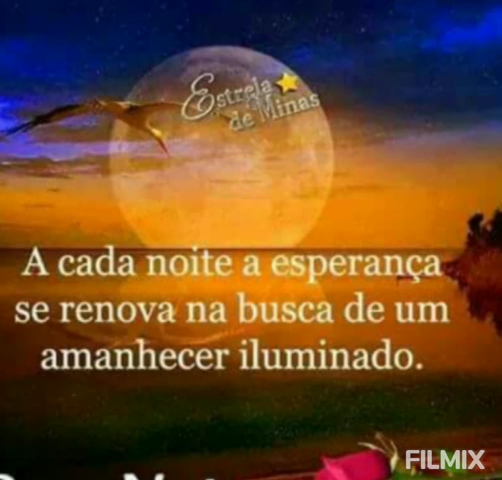 Estrela
de Minas
A cada noite a esperança
se renova na busca de um
amanhecer iluminado.
FILMIX